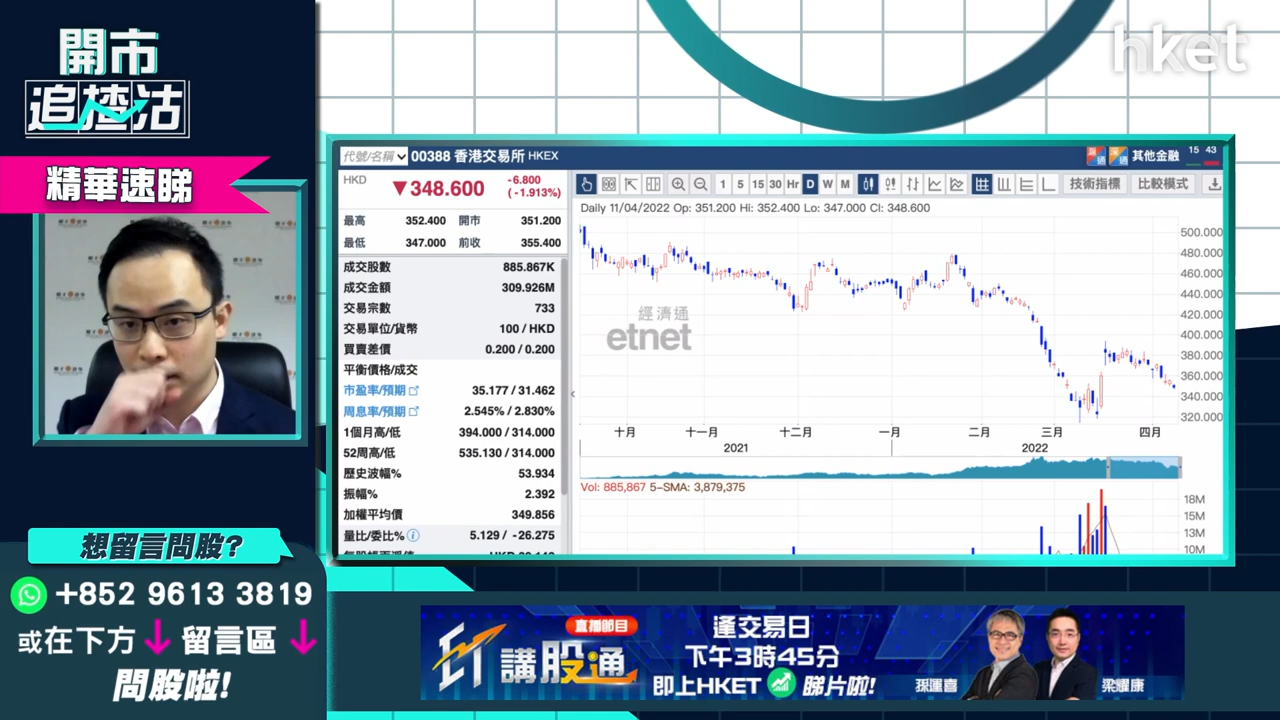 開市
追揸沽
精華速睇
hket
代號/名稱
00388 香港交易所 HKEX
其他金融
15 43
HKD
▼348.600
-6.800
( -1.913%)
最高 352.400 開市 351.200
最低 347.000 前收 355.400
成交股數 885.867K
成交金額 309.926M
交易宗數 733
交易單位/貨幣 100 / HKD
買賣差價 0.200 / 0.200
平衡價格/成交
市盈率/預期 35.177 / 31.462
周息率/預期 2.545% / 2.830%
1個月高/低 394.000 / 314.000
52周高/低 535.130 / 314.000
歷史波幅% 53.934
振幅% 2.392
加權平均價 349.856
量比/委比% 5.129 / -26.275
1 5 15 30 Hr D W M
技術指標 比較模式
Daily 11/04/2022 Op: 351.200 Hi: 352.400 Lo: 347.000 Cl: 348.600
500.000
480.000
460.000
440.000
420.000
400.000
380.000
360.000
340.000
320.000
經濟通
etnet
十月 十一月 十二月 一月 二月 三月 四月
2021 2022
Vol: 885,867 5-SMA: 3,879,375
18M
15M
13M
10M
想留言問股?
+852 9613 3819
或在下方↓留言區↓
問股啦!
ET講股通
直播節目
逢交易日
下午3時45分
即上HKET 睇片啦!
孫運喜
梁耀康